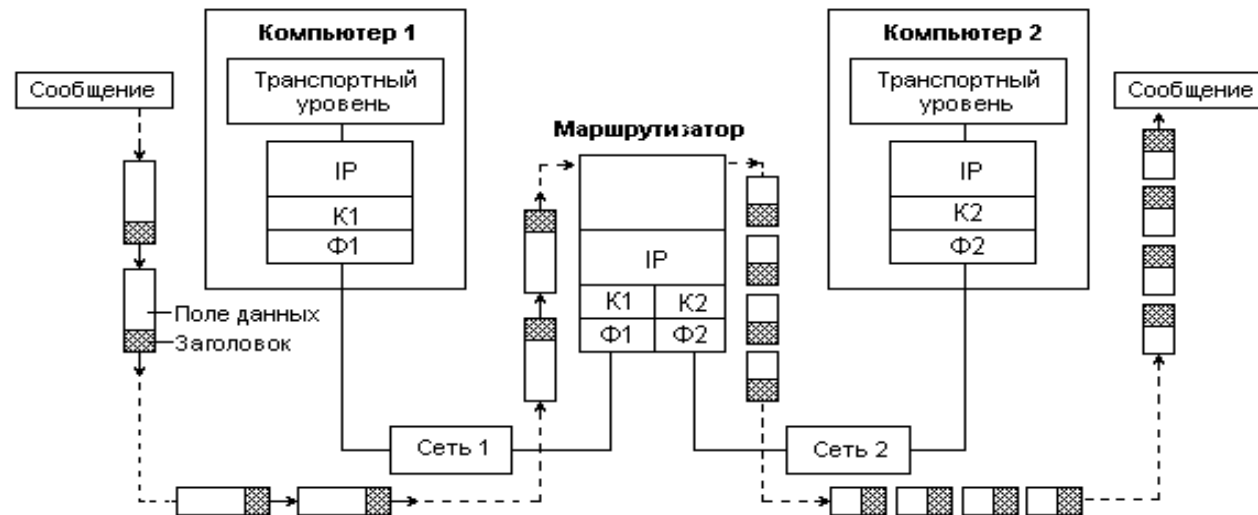 Компьютер 1
Компьютер 2
Сообщение
Транспортный
уровень
Транспортный
уровень
Сообщение
Маршрутизатор
IP
К1
Ф1
IP
К2
Ф2
IP
К1
К2
Ф1
Ф2
Поле данных
Заголовок
Сеть 1
Сеть 2